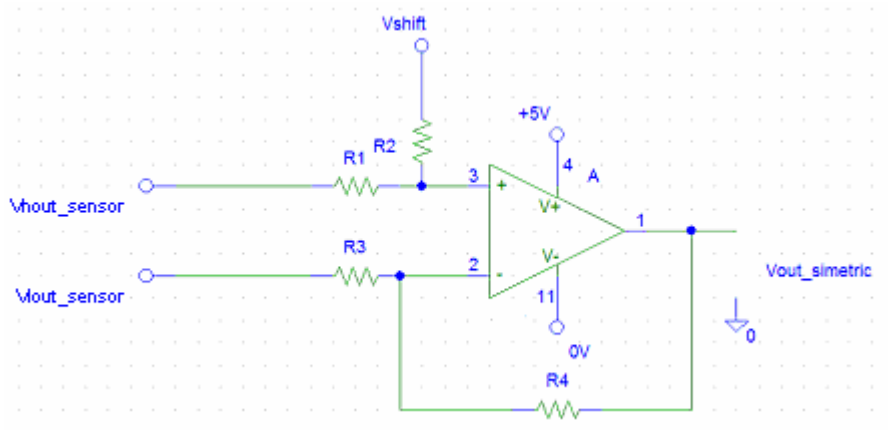 Vshift
+5V
R2
R1
4
A
3
+
V+
Vhout_sensor
1
R3
2
-
V-
Vlout_sensor
Vout_simetric
11
0
0V
R4